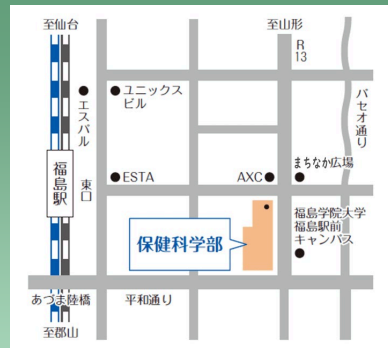 至仙台
至山形
R
13
ユニックス
ビル
エスパル
パセオ通り
福島駅
東口
ESTA
AXC
まちなか広場
保健科学部
福島学院大学
福島駅前
キャンパス
あづま陸橋
平和通り
至郡山